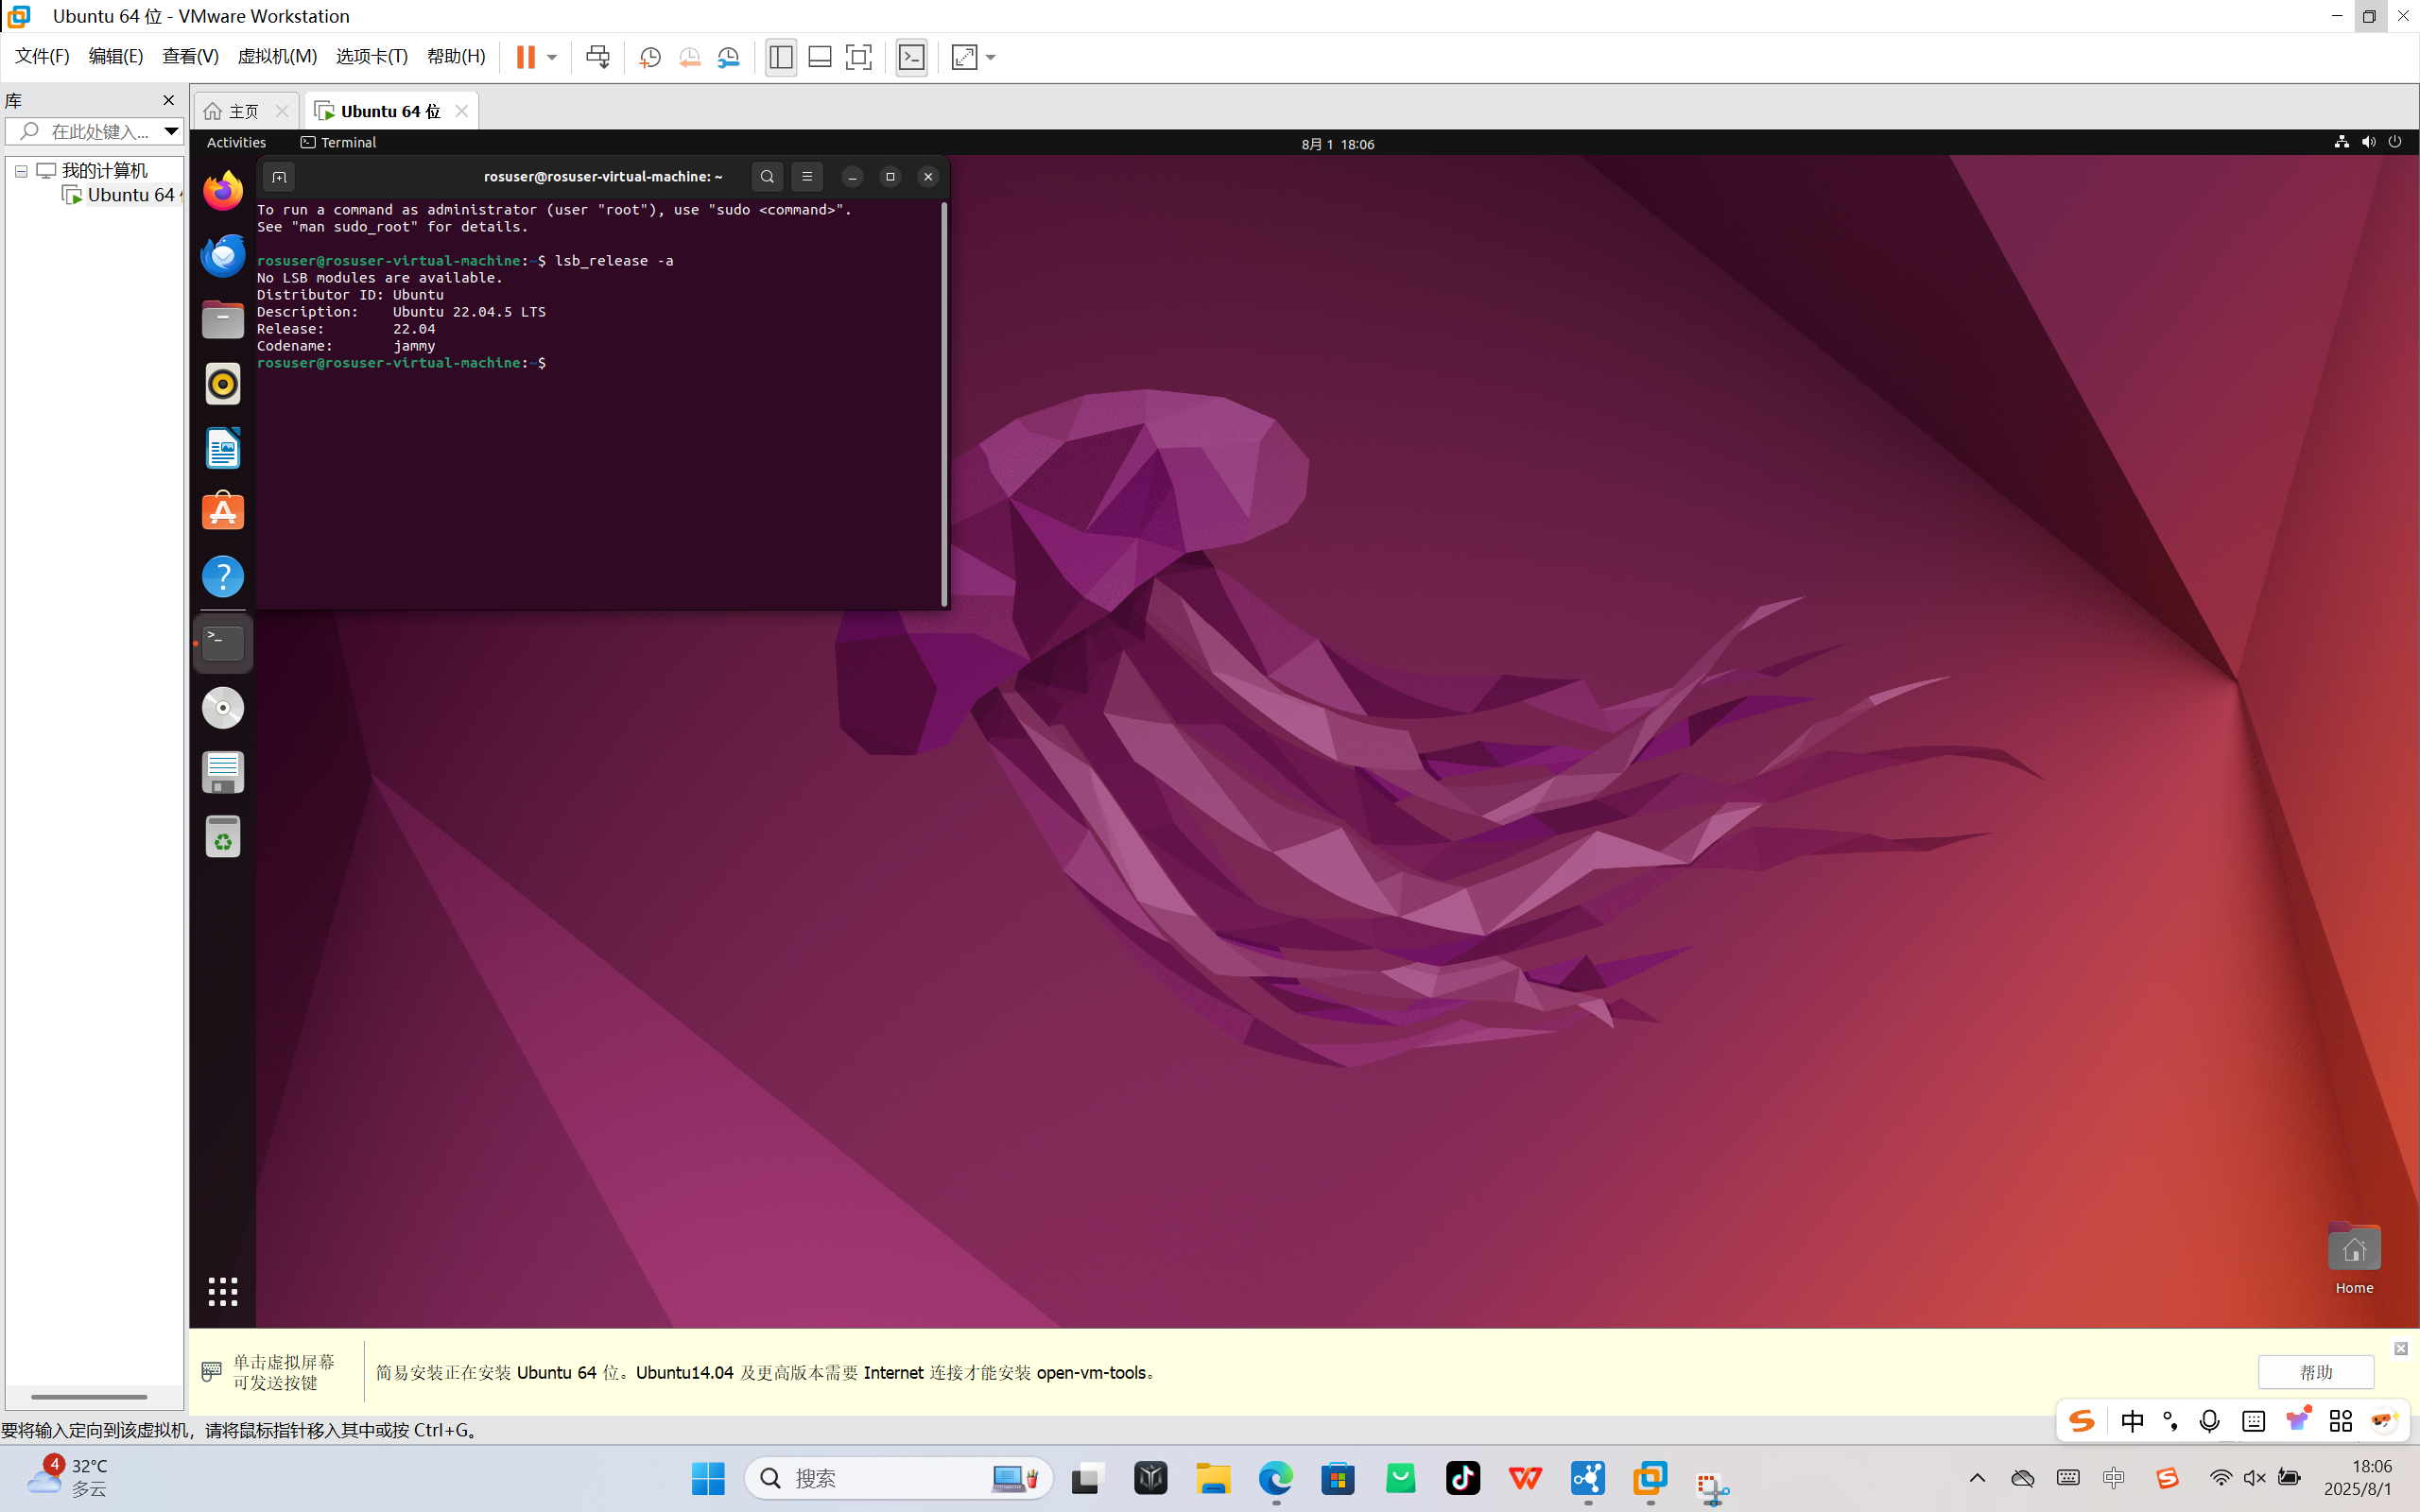 Ubuntu 64 位 - VMware Workstation
文件(F) 编辑(E) 查看(V) 虚拟机(M) 选项卡(T) 帮助(H)
库
主页
Ubuntu 64 位
在此处键入...
我的计算机
Ubuntu 64
Activities
Terminal
8月 1 18:06
rosuser@rosuser-virtual-machine: ~
To run a command as administrator (user "root"), use "sudo <command>".
See "man sudo_root" for details.
rosuser@rosuser-virtual-machine:~$ lsb_release -a
No LSB modules are available.
Distributor ID: Ubuntu
Description: Ubuntu 22.04.5 LTS
Release: 22.04
Codename: jammy
rosuser@rosuser-virtual-machine:~$
Home
单击虚拟屏幕
可发送按键
简易安装正在安装 Ubuntu 64 位。Ubuntu14.04 及更高版本需要 Internet 连接才能安装 open-vm-tools。
帮助
要将输入定向到该虚拟机，请将鼠标指针移入其中或按 Ctrl+G。
中
4
32°C
多云
搜索
中
18:06
2025/8/1